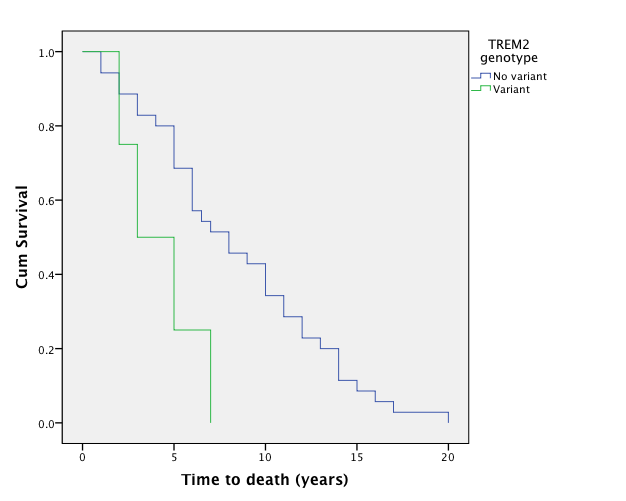 TREM2
genotype
No variant
Variant
Cum Survival
1.0
0.8
0.6
0.4
0.2
0.0
0 5 10 15 20
Time to death (years)